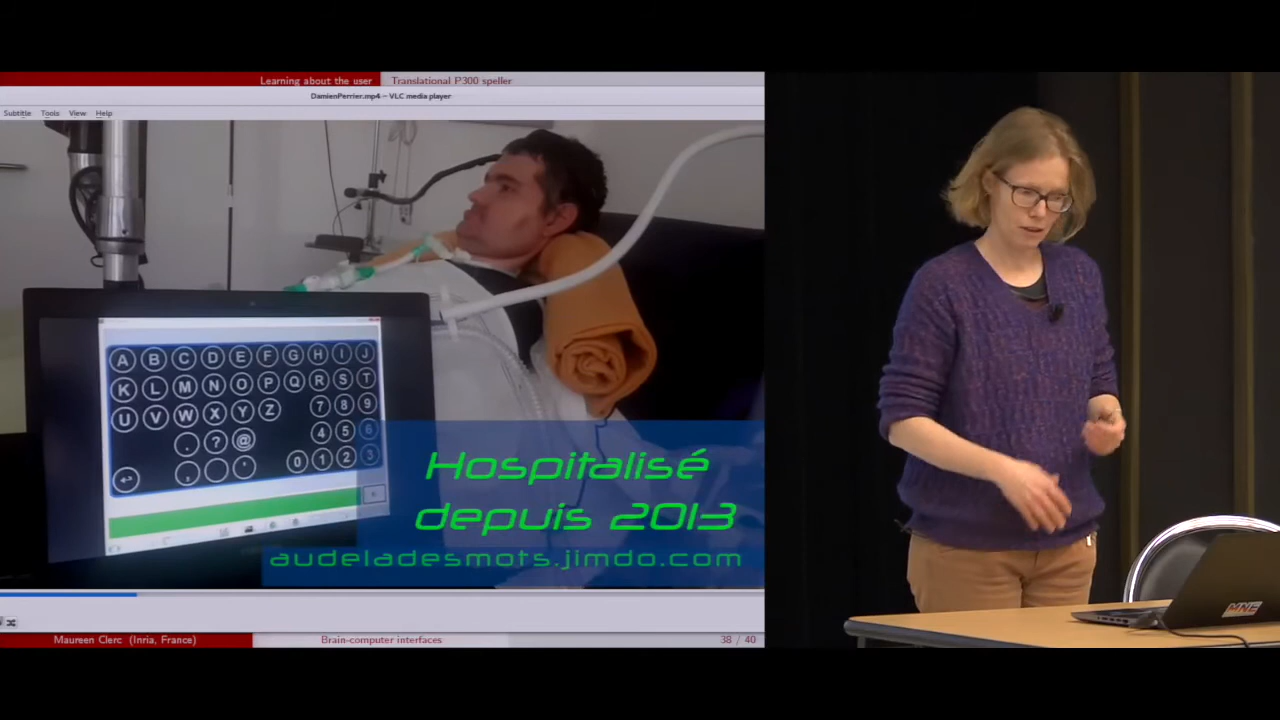 Learning about the user Translational P300 speller
DamienPerrier.mp4 – VLC media player
Subtitle Tools View Help
A B C D E F G H I J
K L M N O P Q R S T
U V W X Y Z 7 8 9
. ? @ 4 5 6
, ' 0 1 2 3
Hospitalisé
depuis 2013
audeladesmots.jimdo.com
Maureen Clerc (Inria, France) Brain-computer interfaces 38 / 40
MNE